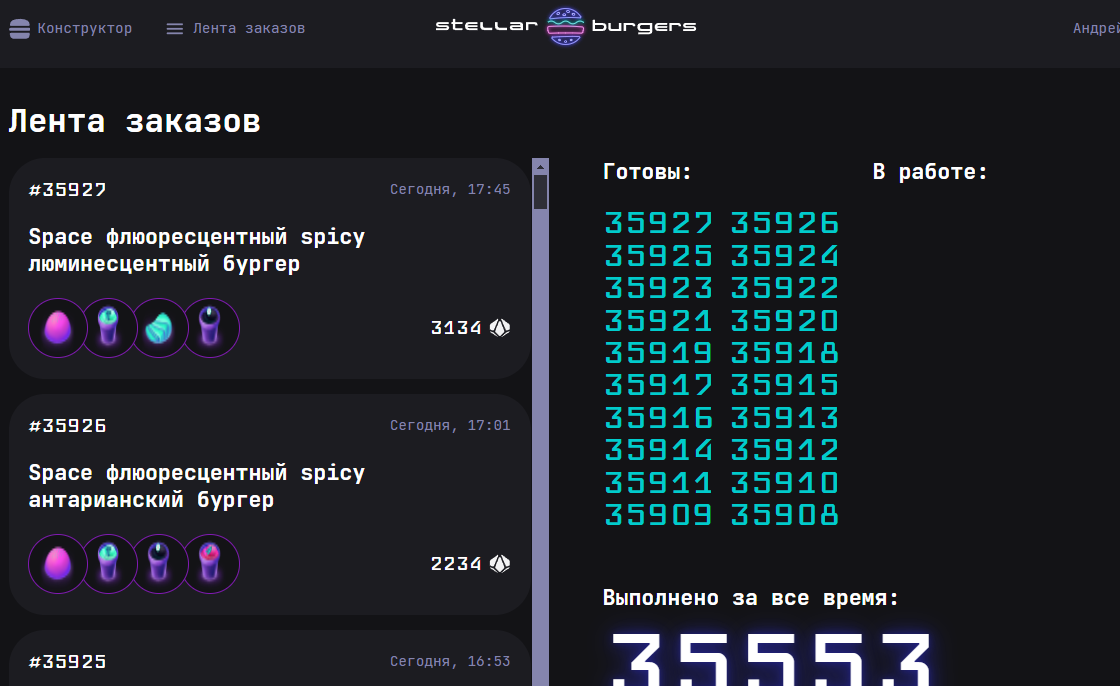 Конструктор
Лента заказов
stellar burgers
Андрей
Лента заказов
#35927
Сегодня, 17:45
Space флюоресцентный spicy
люминесцентный бургер
3134
#35926
Сегодня, 17:01
Space флюоресцентный spicy
антарианский бургер
2234
#35925
Сегодня, 16:53
Готовы:
35927 35926
35925 35924
35923 35922
35921 35920
35919 35918
35917 35915
35916 35913
35914 35912
35911 35910
35909 35908
В работе:
Выполнено за все время:
35553